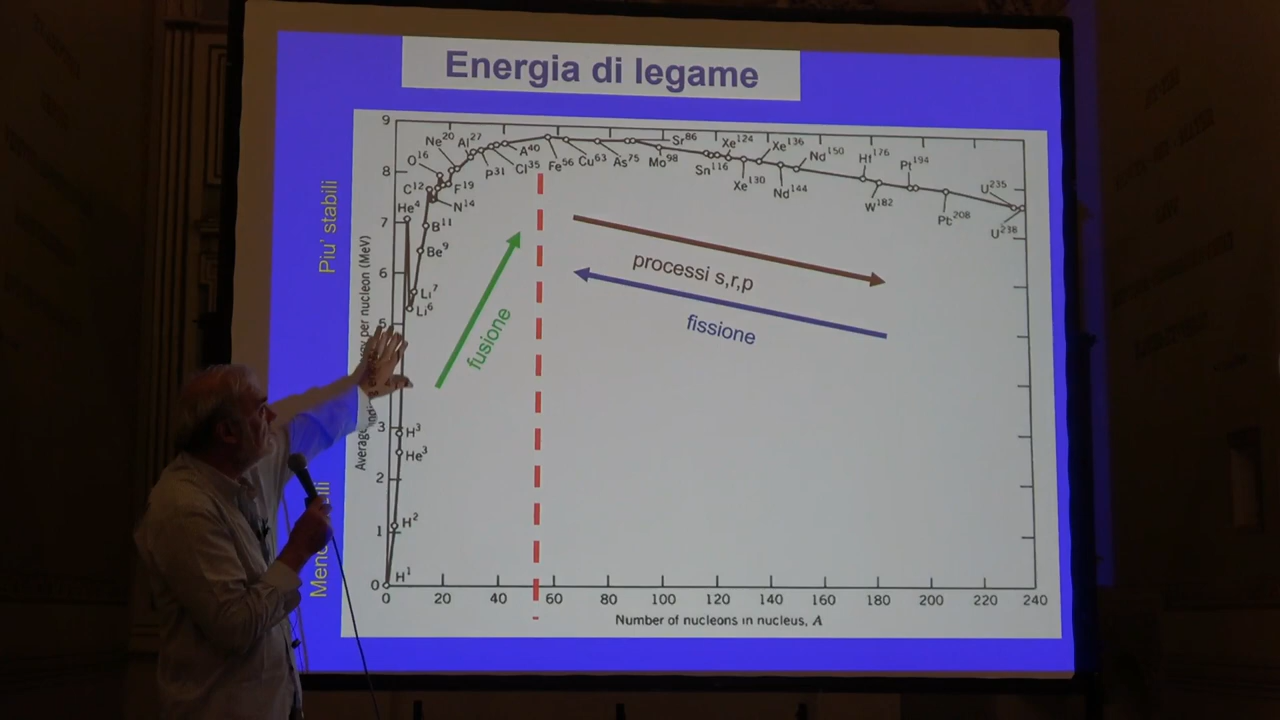 Energia di legame
Piu' stabili
9
8
7
6
5
3
2
1
0
0 20 40 60 80 100 120 140 160 180 200 220 240
Number of nucleons in nucleus, A
Average
per nucleon (MeV)
H¹
H²
He³
H³
Li⁶
Li⁷
Be⁹
B¹¹
He⁴
C¹²
N¹⁴
F¹⁹
O¹⁶
Ne²⁰
Al²⁷
P³¹
Cl³⁵
A⁴⁰
Fe⁵⁶
Cu⁶³
As⁷⁵
Sr⁸⁶
Mo⁹⁸
Sn¹¹⁶
Xe¹²⁴
Xe¹³⁰
Xe¹³⁶
Nd¹⁴⁴
Nd¹⁵⁰
Hf¹⁷⁶
W¹⁸²
Pt¹⁹⁴
Pb²⁰⁸
U²³⁵
U²³⁸
fusione
processi s,r,p
fissione